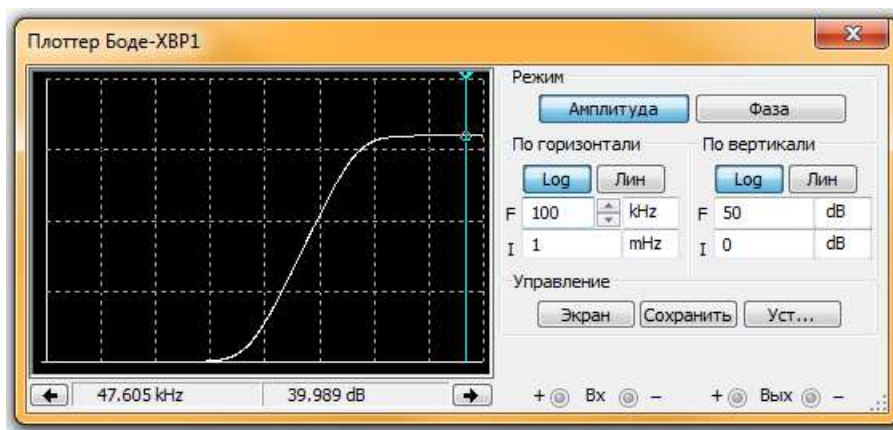 Плоттер Боде-XBP1
Режим
Амплитуда Фаза
По горизонтали По вертикали
Log Лин Log Лин
F 100 kHz F 50 dB
I 1 mHz I 0 dB
Управление
Экран Сохранить Уст...
47.605 kHz 39.989 dB + Вх − + Вых −